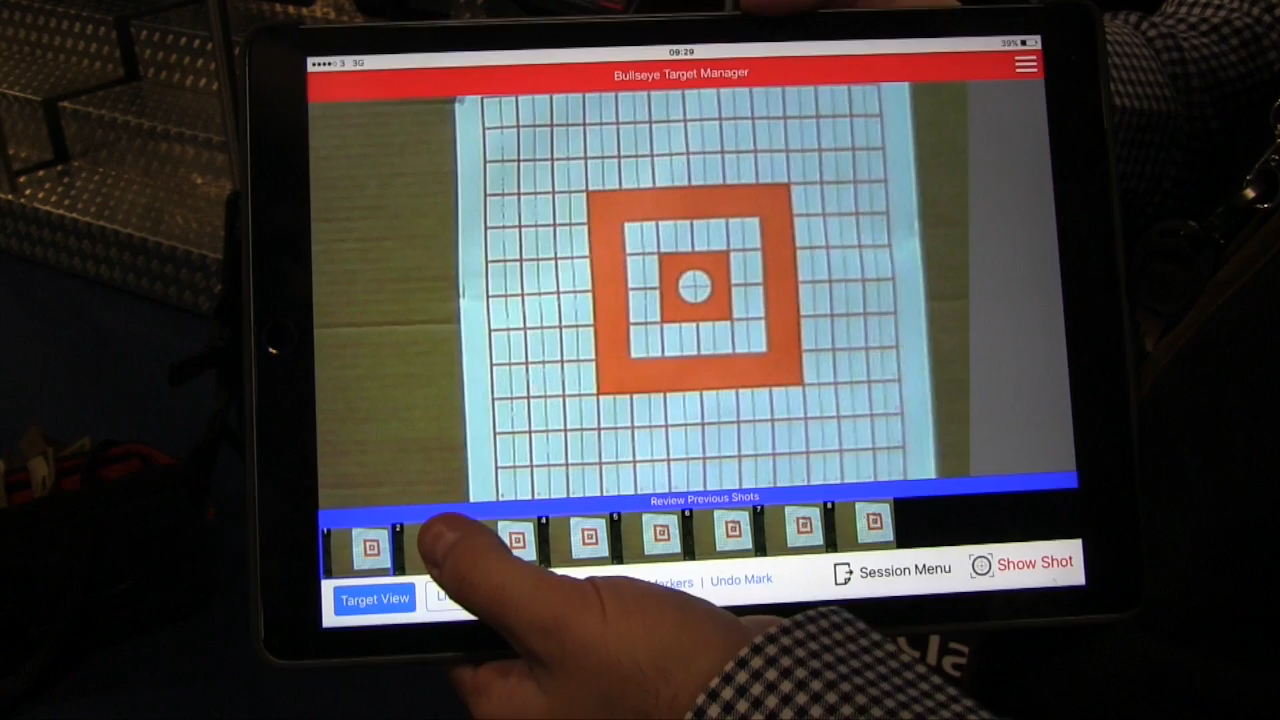 3 3G 09:29 39%
Bullseye Target Manager
Review Previous Shots
1 2 4 5 6 7 8
Target View | Undo Mark Session Menu Show Shot